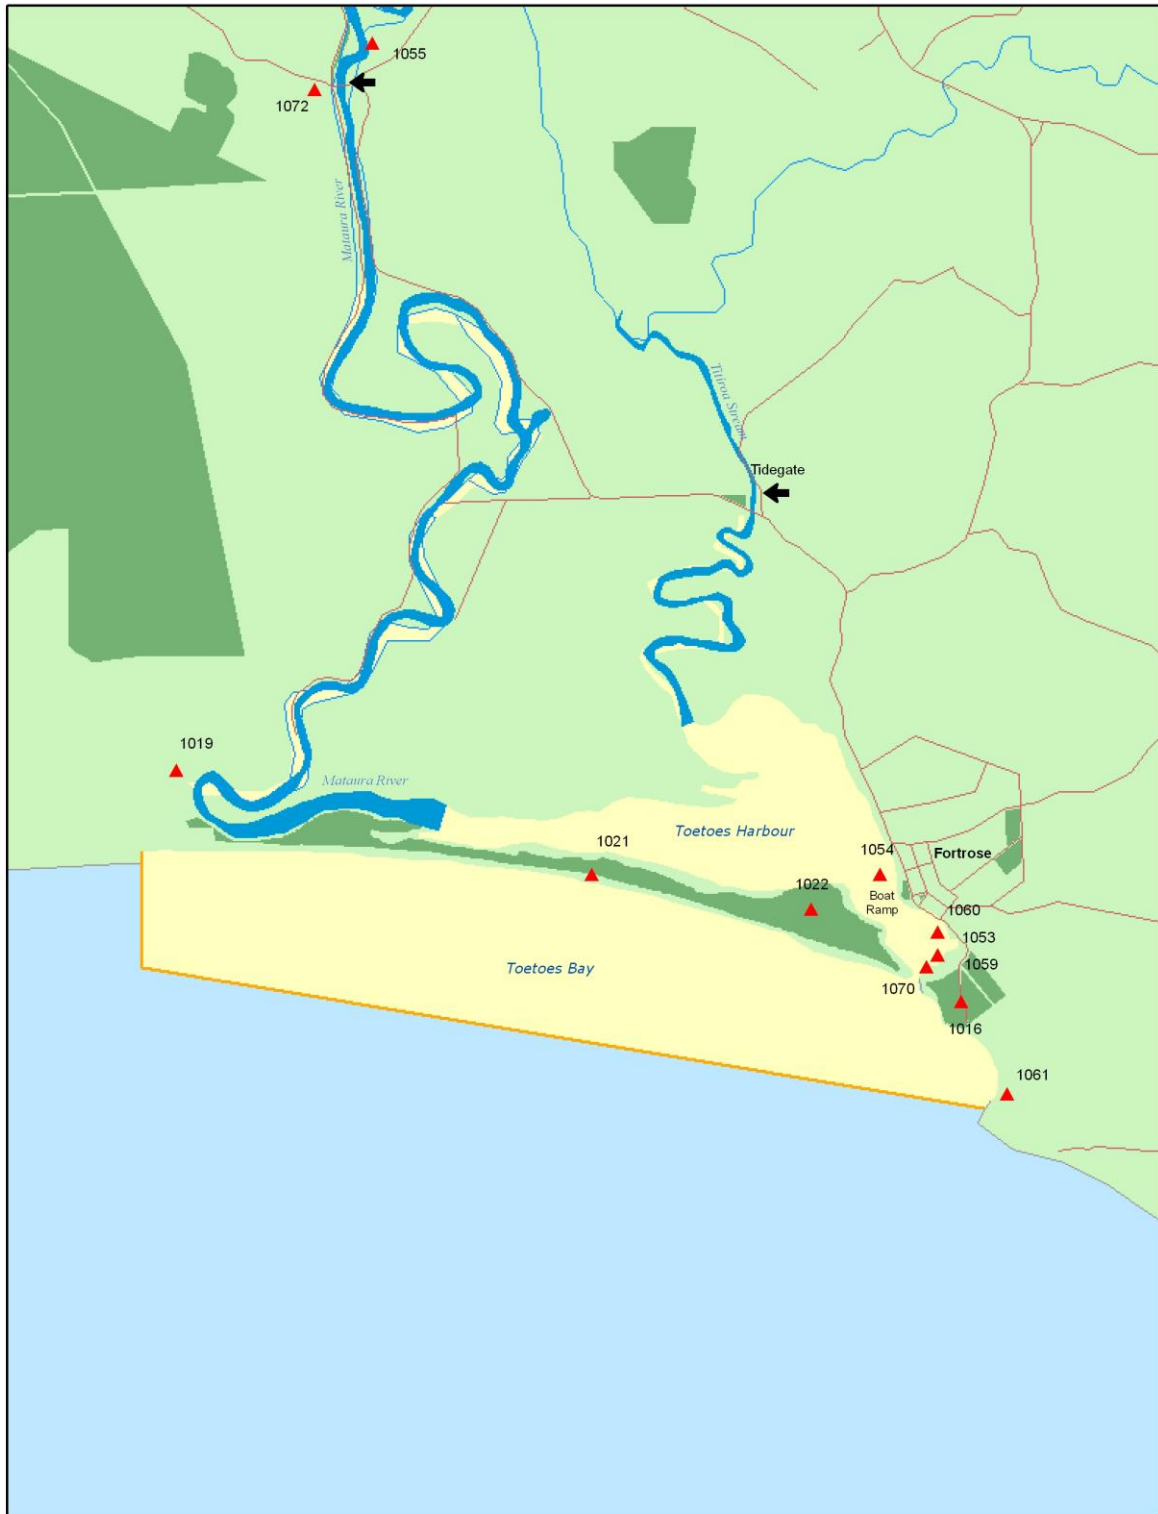 1055
1072
Mataura River
Titiroa Stream
Tidegate
1019
Mataura River
Toetoes Harbour
1021
1054
Fortrose
1022
Boat
Ramp
1060
1053
1059
Toetoes Bay
1070
1016
1061